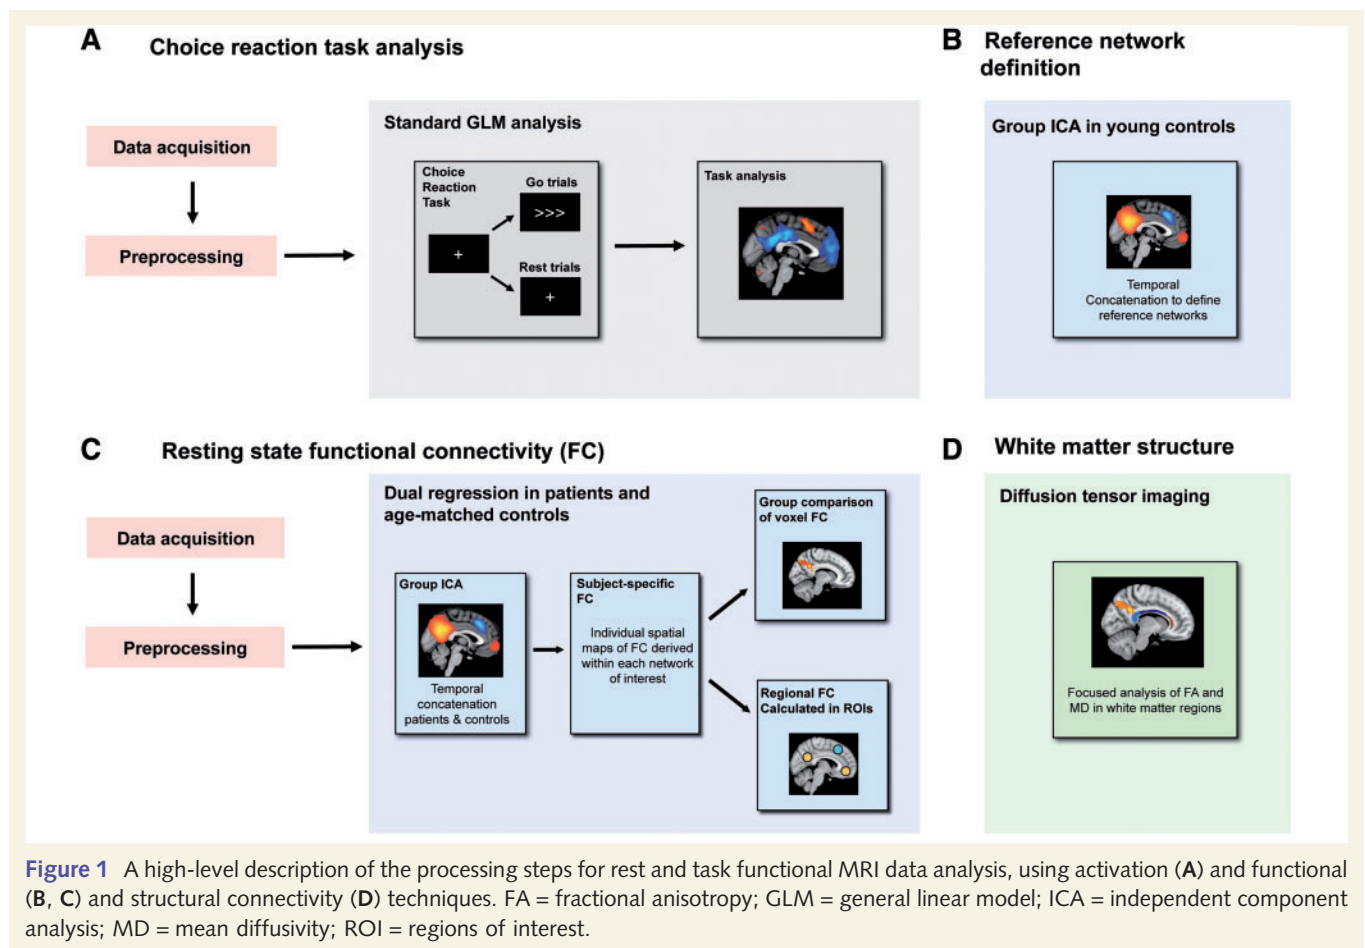 A Choice reaction task analysis
Data acquisition
Preprocessing
Standard GLM analysis
Choice
Reaction
Task
+
Go trials
>>>
Rest trials
+
Task analysis
B Reference network
definition
Group ICA in young controls
Temporal
Concatenation to define
reference networks
C Resting state functional connectivity (FC)
Data acquisition
Preprocessing
Dual regression in patients and
age-matched controls
Group ICA
Temporal
concatenation
patients & controls
Subject-specific
FC
Individual spatial
maps of FC derived
within each network
of interest
Group comparison
of voxel FC
Regional FC
Calculated in ROIs
D White matter structure
Diffusion tensor imaging
Focused analysis of FA and
MD in white matter regions
Figure 1 A high-level description of the processing steps for rest and task functional MRI data analysis, using activation (A) and functional
(B, C) and structural connectivity (D) techniques. FA = fractional anisotropy; GLM = general linear model; ICA = independent component
analysis; MD = mean diffusivity; ROI = regions of interest.